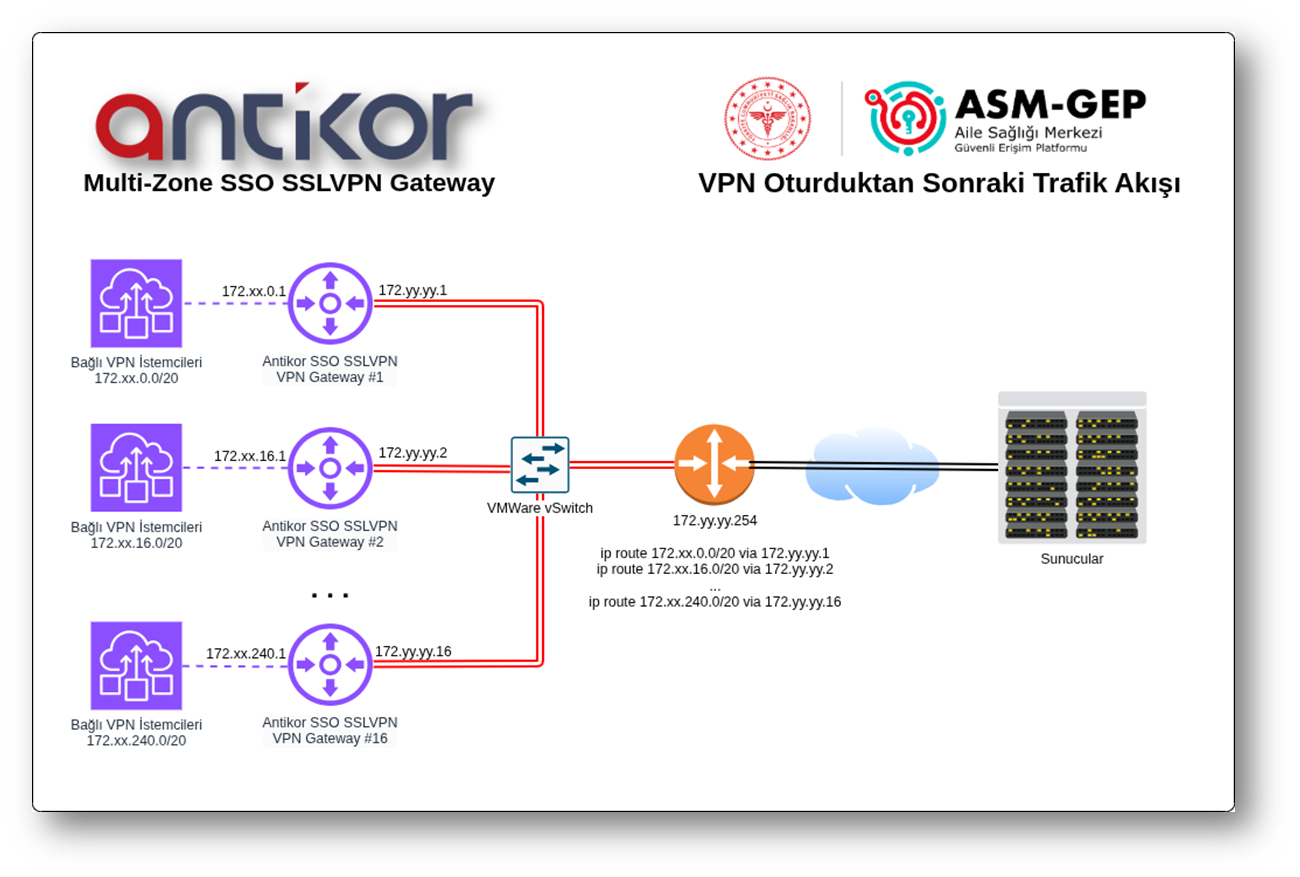 antikor
Multi-Zone SSO SSLVPN Gateway
ASM-GEP
Aile Sağlığı Merkezi
Güvenli Erişim Platformu
VPN Oturduktan Sonraki Trafik Akışı
172.xx.0.1
172.yy.yy.1
Bağlı VPN İstemcileri
172.xx.0.0/20
Antikor SSO SSLVPN
VPN Gateway #1
172.xx.16.1
172.yy.yy.2
Bağlı VPN İstemcileri
172.xx.16.0/20
Antikor SSO SSLVPN
VPN Gateway #2
VMWare vSwitch
172.yy.yy.254
Sunucular
ip route 172.xx.0.0/20 via 172.yy.yy.1
ip route 172.xx.16.0/20 via 172.yy.yy.2
...
ip route 172.xx.240.0/20 via 172.yy.yy.16
. . .
172.xx.240.1
172.yy.yy.16
Bağlı VPN İstemcileri
172.xx.240.0/20
Antikor SSO SSLVPN
VPN Gateway #16